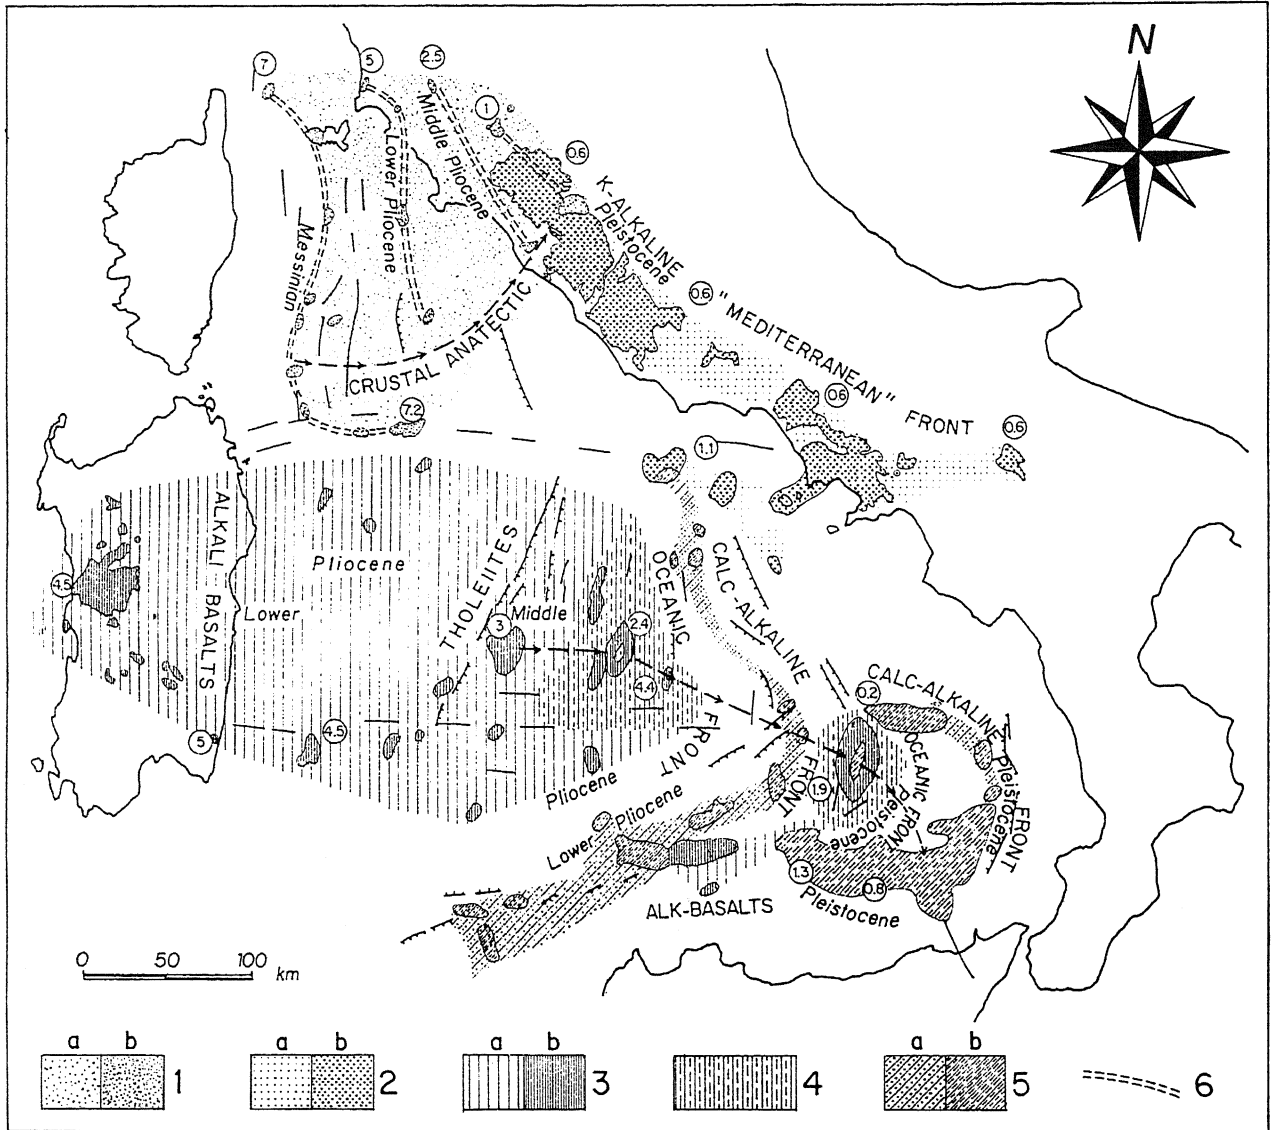 N
7
5
2.5
1
0.6
Messinian
Lower Pliocene
Middle Pliocene
K-ALKALINE
Pleistocene
0.6
"MEDITERRANEAN"
0.6
FRONT
0.6
CRUSTAL ANATECTIC
7.2
1.1
ALKALI BASALTS
4.5
5
Pliocene
Lower
THOLEIITES
Middle
3
2.4
4.4
OCEANIC
FRONT
CALC-ALKALINE
FRONT
4.5
Pliocene
Lower Pliocene
0.2
CALC-ALKALINE
FRONT
Pleistocene
OCEANIC FRONT
Pleistocene
1.9
1.3
0.8
Pleistocene
ALK-BASALTS
0 50 100 km
a b 1
a b 2
a b 3
4
a b 5
6